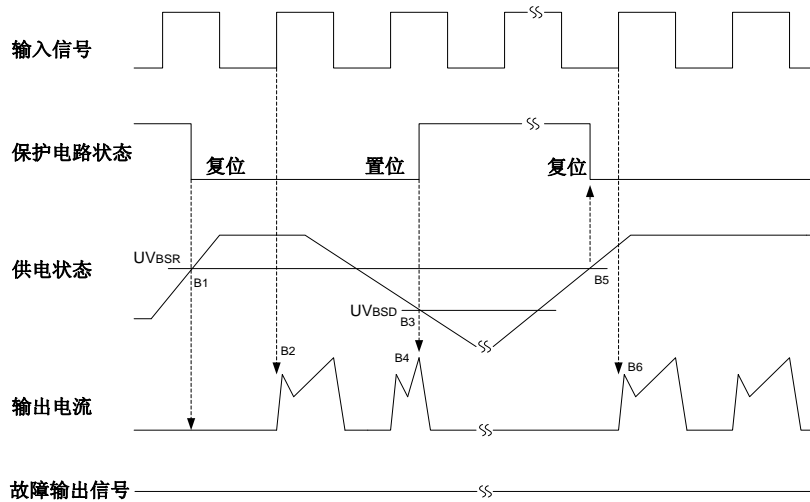 输入信号
保护电路状态
复位
置位
复位
UVBSR
供电状态
B1
B5
UVBSD
B3
B2
B4
B6
输出电流
故障输出信号